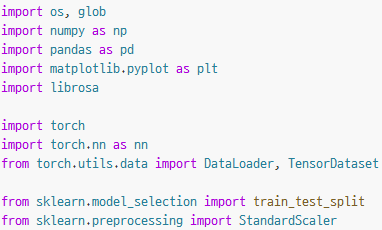 import os, glob
import numpy as np
import pandas as pd
import matplotlib.pyplot as plt
import librosa

import torch
import torch.nn as nn
from torch.utils.data import DataLoader, TensorDataset

from sklearn.model_selection import train_test_split
from sklearn.preprocessing import StandardScaler